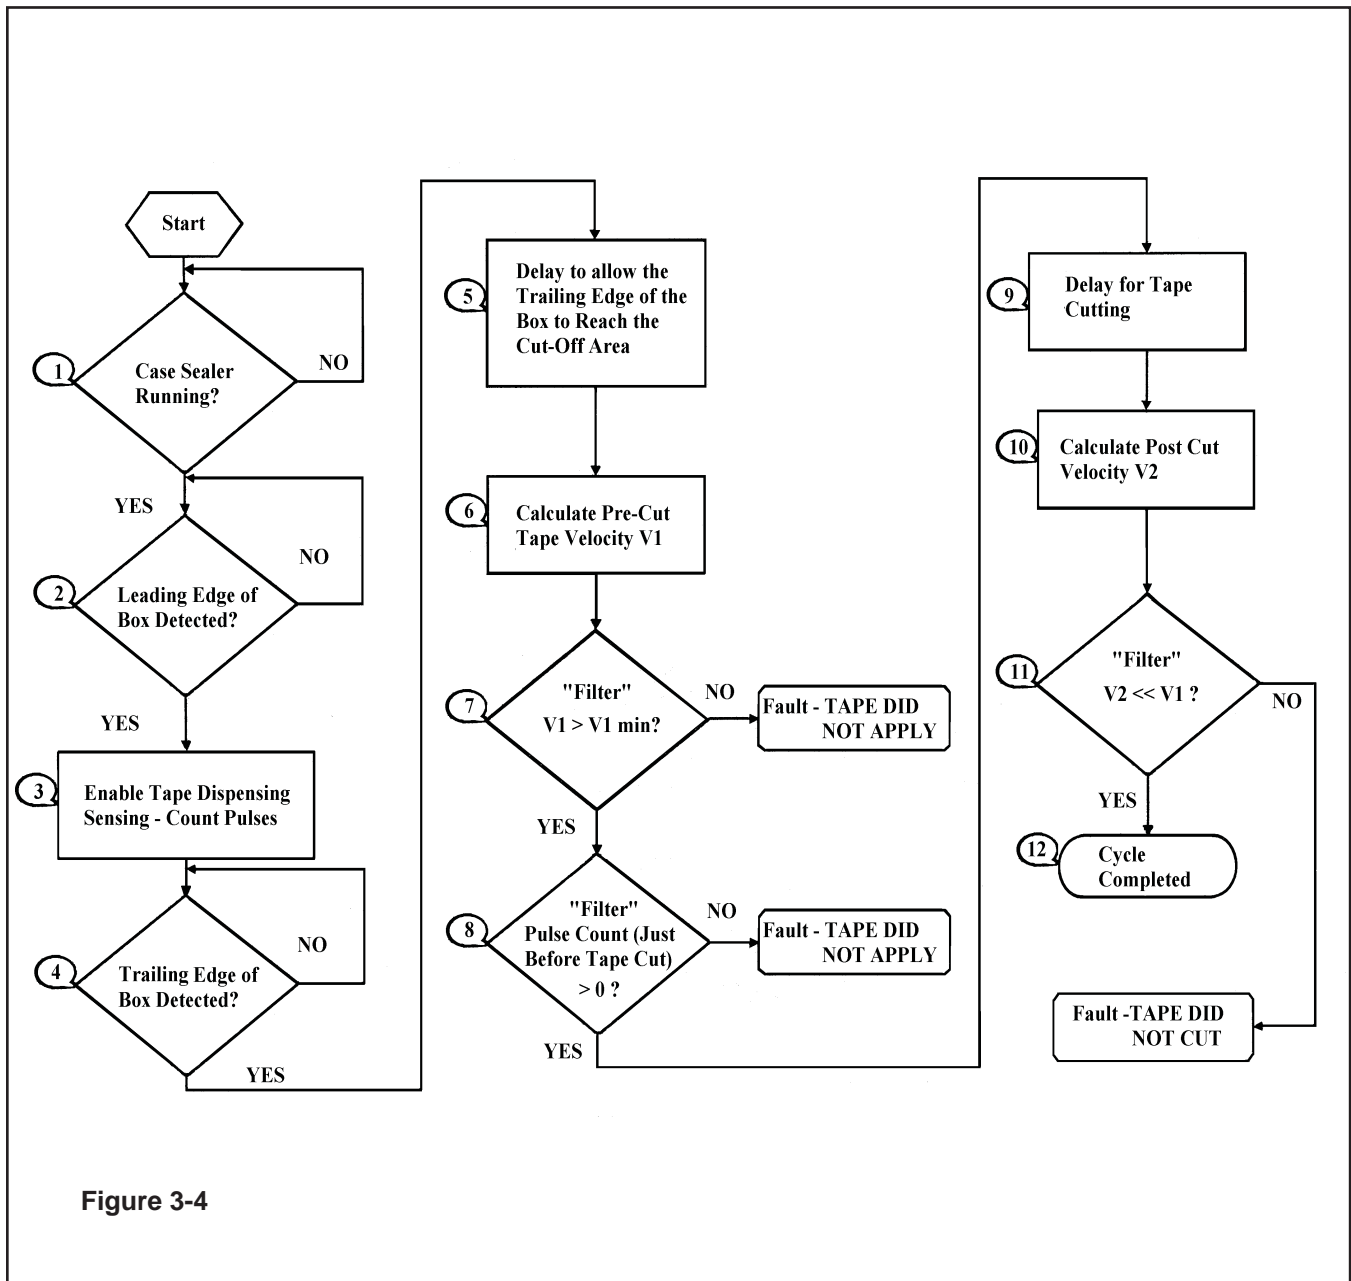 Start
1
Case Sealer
Running?
NO
YES
2
Leading Edge of
Box Detected?
NO
YES
3
Enable Tape Dispensing
Sensing - Count Pulses
4
Trailing Edge of
Box Detected?
NO
YES
5
Delay to allow the
Trailing Edge of the
Box to Reach the
Cut-Off Area
6
Calculate Pre-Cut
Tape Velocity V1
7
"Filter"
V1 > V1 min?
NO
Fault - TAPE DID
NOT APPLY
YES
8
"Filter"
Pulse Count (Just
Before Tape Cut)
> 0 ?
NO
Fault - TAPE DID
NOT APPLY
YES
9
Delay for Tape
Cutting
10
Calculate Post Cut
Velocity V2
11
"Filter"
V2 << V1 ?
NO
YES
12
Cycle
Completed
Fault -TAPE DID
NOT CUT
Figure 3-4